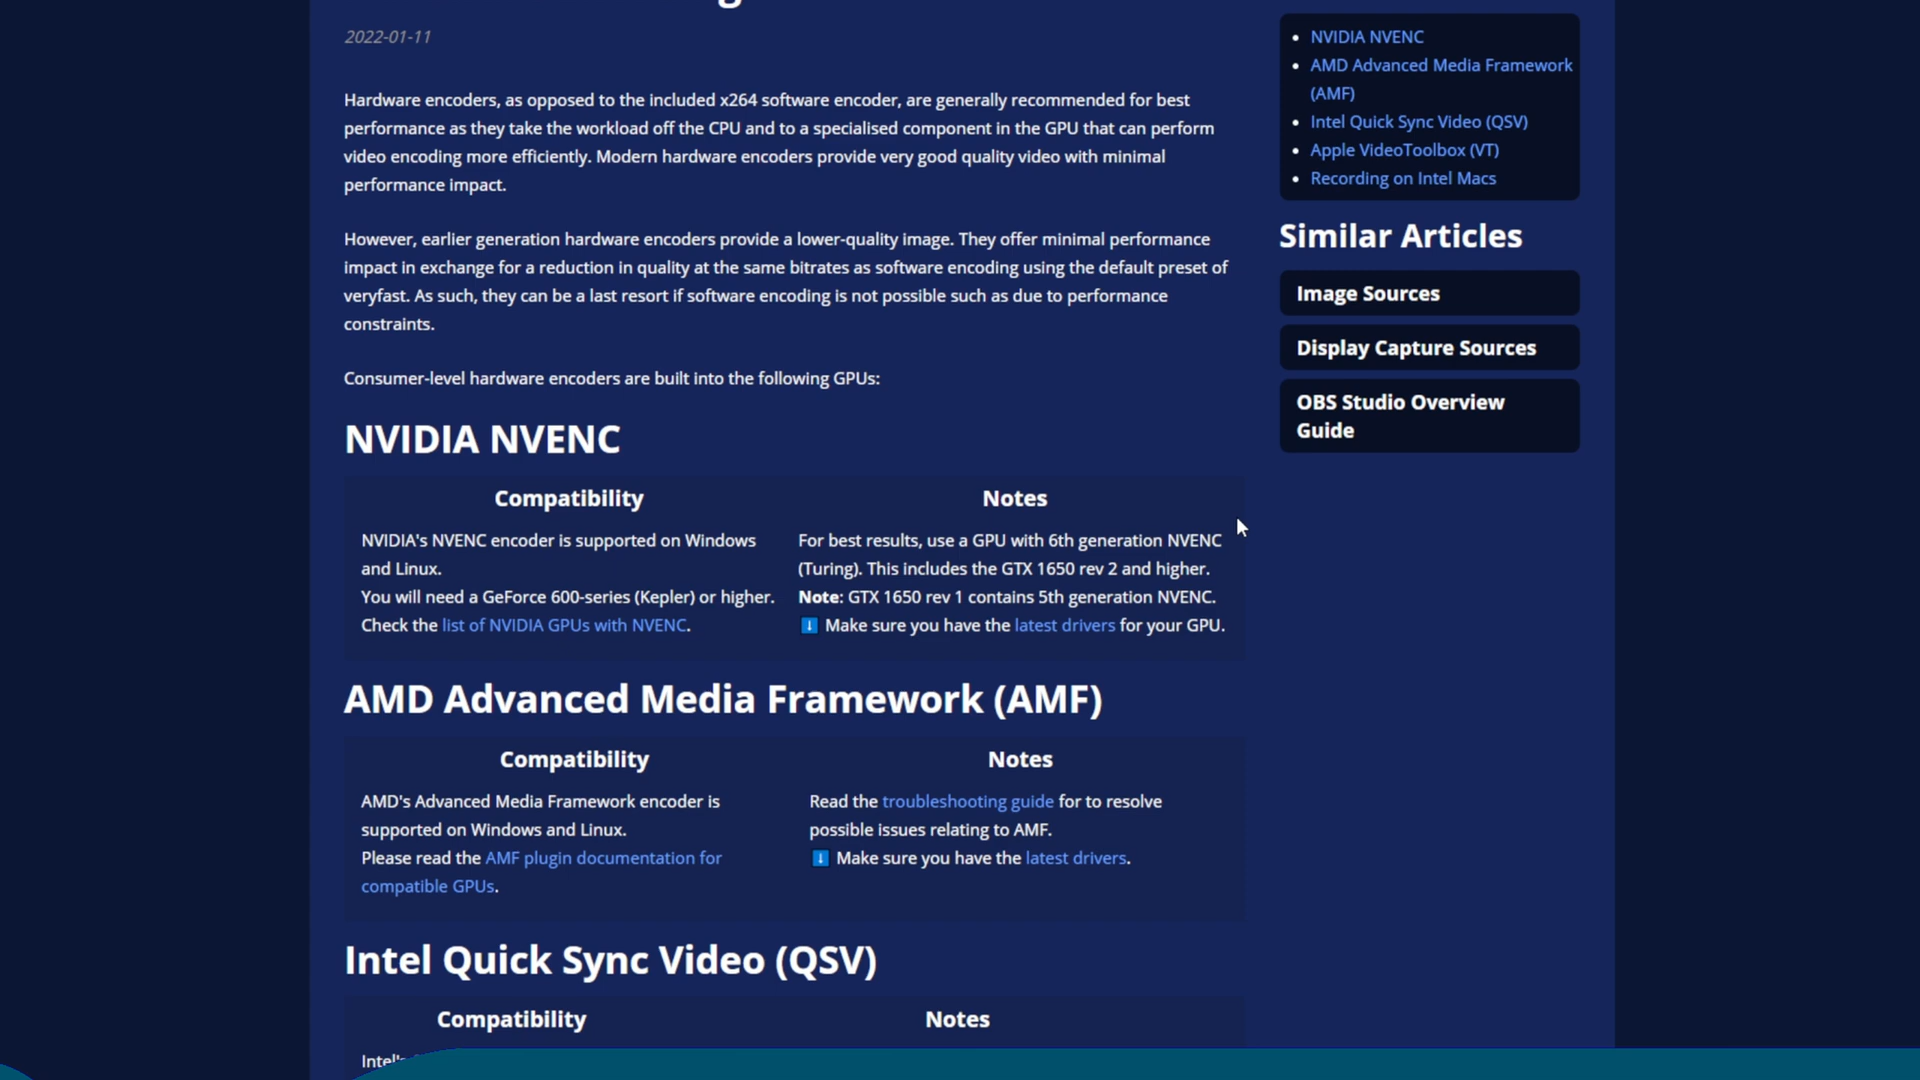 2022-01-11
Hardware encoders, as opposed to the included x264 software encoder, are generally recommended for best
performance as they take the workload off the CPU and to a specialised component in the GPU that can perform
video encoding more efficiently. Modern hardware encoders provide very good quality video with minimal
performance impact.
However, earlier generation hardware encoders provide a lower-quality image. They offer minimal performance
impact in exchange for a reduction in quality at the same bitrates as software encoding using the default preset of
veryfast. As such, they can be a last resort if software encoding is not possible such as due to performance
constraints.
Consumer-level hardware encoders are built into the following GPUs:
NVIDIA NVENC
Compatibility
NVIDIA's NVENC encoder is supported on Windows
and Linux.
You will need a GeForce 600-series (Kepler) or higher.
Check the list of NVIDIA GPUs with NVENC.
Notes
For best results, use a GPU with 6th generation NVENC
(Turing). This includes the GTX 1650 rev 2 and higher.
Note: GTX 1650 rev 1 contains 5th generation NVENC.
⬇️ Make sure you have the latest drivers for your GPU.
AMD Advanced Media Framework (AMF)
Compatibility
AMD's Advanced Media Framework encoder is
supported on Windows and Linux.
Please read the AMF plugin documentation for
compatible GPUs.
Notes
Read the troubleshooting guide for to resolve
possible issues relating to AMF.
⬇️ Make sure you have the latest drivers.
Intel Quick Sync Video (QSV)
Compatibility
Intel's
Notes
NVIDIA NVENC
AMD Advanced Media Framework
(AMF)
Intel Quick Sync Video (QSV)
Apple VideoToolbox (VT)
Recording on Intel Macs
Similar Articles
Image Sources
Display Capture Sources
OBS Studio Overview
Guide